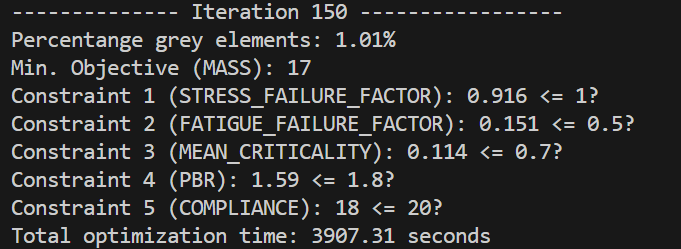 -------------- Iteration 150 -----------------
Percentange grey elements: 1.01%
Min. Objective (MASS): 17
Constraint 1 (STRESS_FAILURE_FACTOR): 0.916 <= 1?
Constraint 2 (FATIGUE_FAILURE_FACTOR): 0.151 <= 0.5?
Constraint 3 (MEAN_CRITICALITY): 0.114 <= 0.7?
Constraint 4 (PBR): 1.59 <= 1.8?
Constraint 5 (COMPLIANCE): 18 <= 20?
Total optimization time: 3907.31 seconds